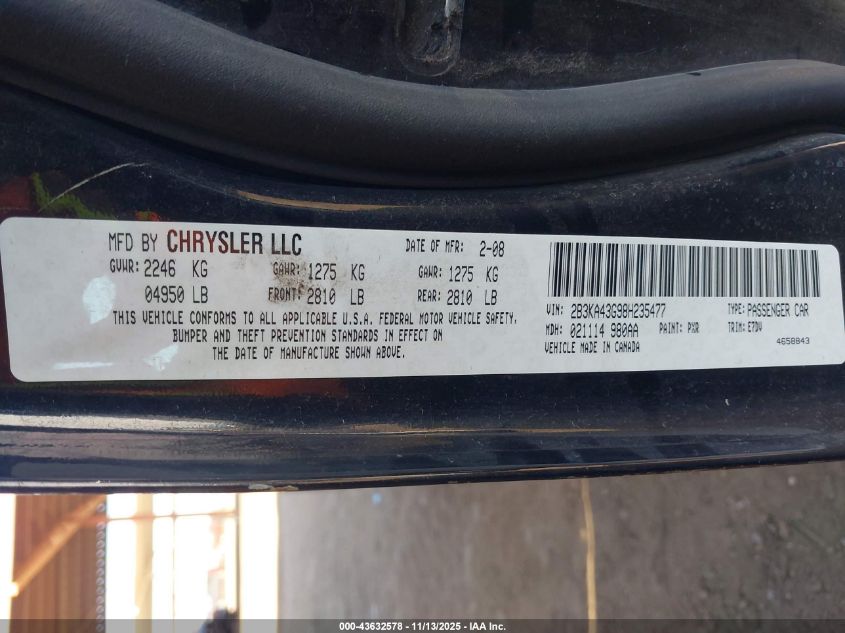 MFD BY CHRYSLER LLC DATE OF MFR: 2-08
GVWR: 2246 KG GAWR: 1275 KG GAWR: 1275 KG
04950 LB FRONT: 2810 LB REAR: 2810 LB
THIS VEHICLE CONFORMS TO ALL APPLICABLE U.S.A. FEDERAL MOTOR VEHICLE SAFETY,
BUMPER AND THEFT PREVENTION STANDARDS IN EFFECT ON
THE DATE OF MANUFACTURE SHOWN ABOVE.
VIN: 2B3KA43G98H235477 TYPE: PASSENGER CAR
MDH: 021114 980AA PAINT: PXR TRIM: E7DV
VEHICLE MADE IN CANADA 4658843
000-43632578 - 11/13/2025 - IAA Inc.